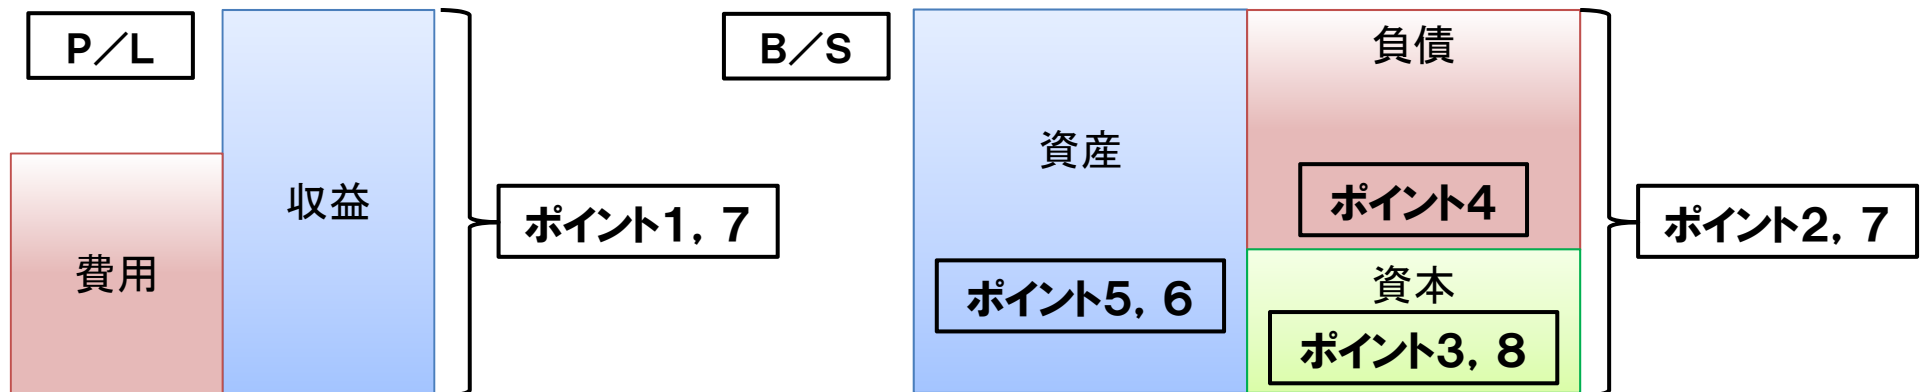 P/L
費用
収益
ポイント1, 7
B/S
資産
ポイント5, 6
負債
ポイント4
資本
ポイント3, 8
ポイント2, 7